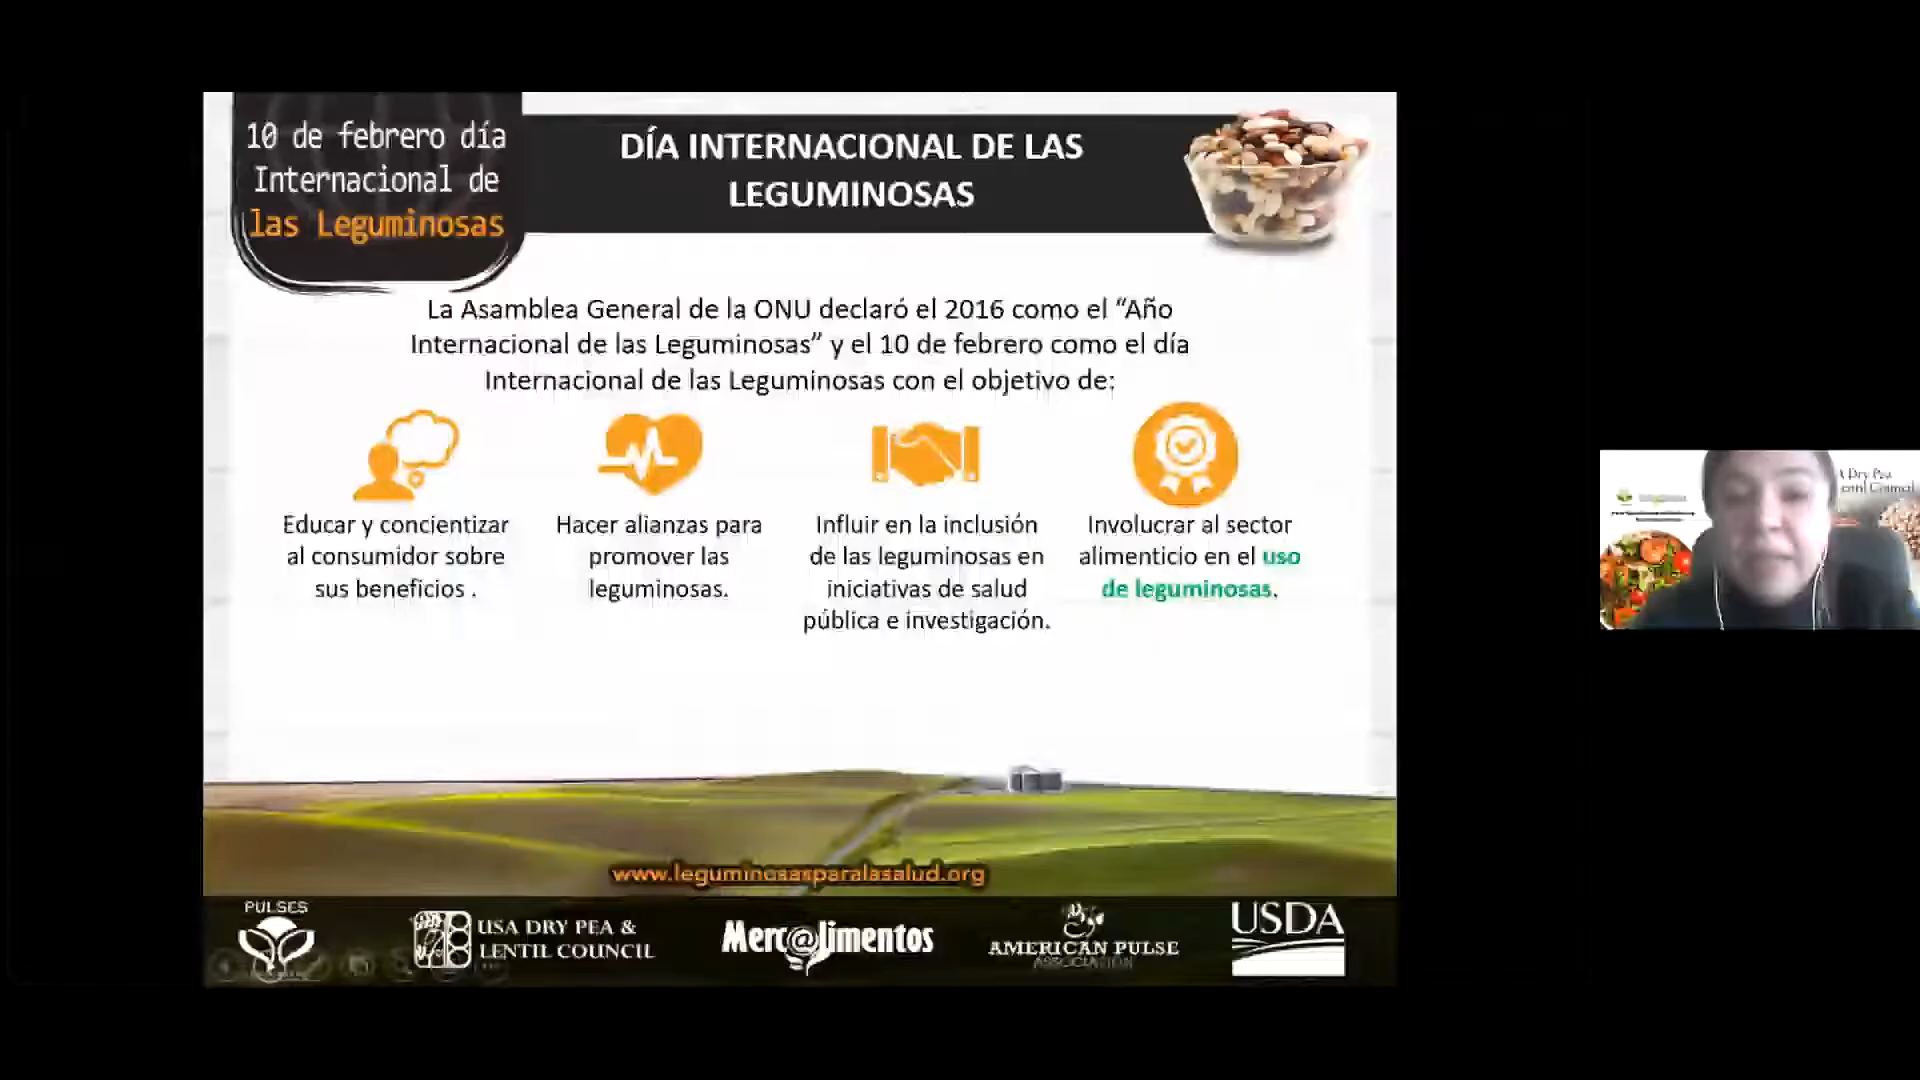 10 de febrero día
Internacional de
las Leguminosas
DÍA INTERNACIONAL DE LAS
LEGUMINOSAS
La Asamblea General de la ONU declaró el 2016 como el “Año
Internacional de las Leguminosas” y el 10 de febrero como el día
Internacional de las Leguminosas con el objetivo de:
Educar y concientizar
al consumidor sobre
sus beneficios .
Hacer alianzas para
promover las
leguminosas.
Influir en la inclusión
de las leguminosas en
iniciativas de salud
pública e investigación.
Involucrar al sector
alimenticio en el uso
de leguminosas.
www.leguminosasparalasalud.org
PULSES
USA DRY PEA &
LENTIL COUNCIL
Merc@limentos
AMERICAN PULSE
ASSOCIATION
USDA
Dry Pea
Council